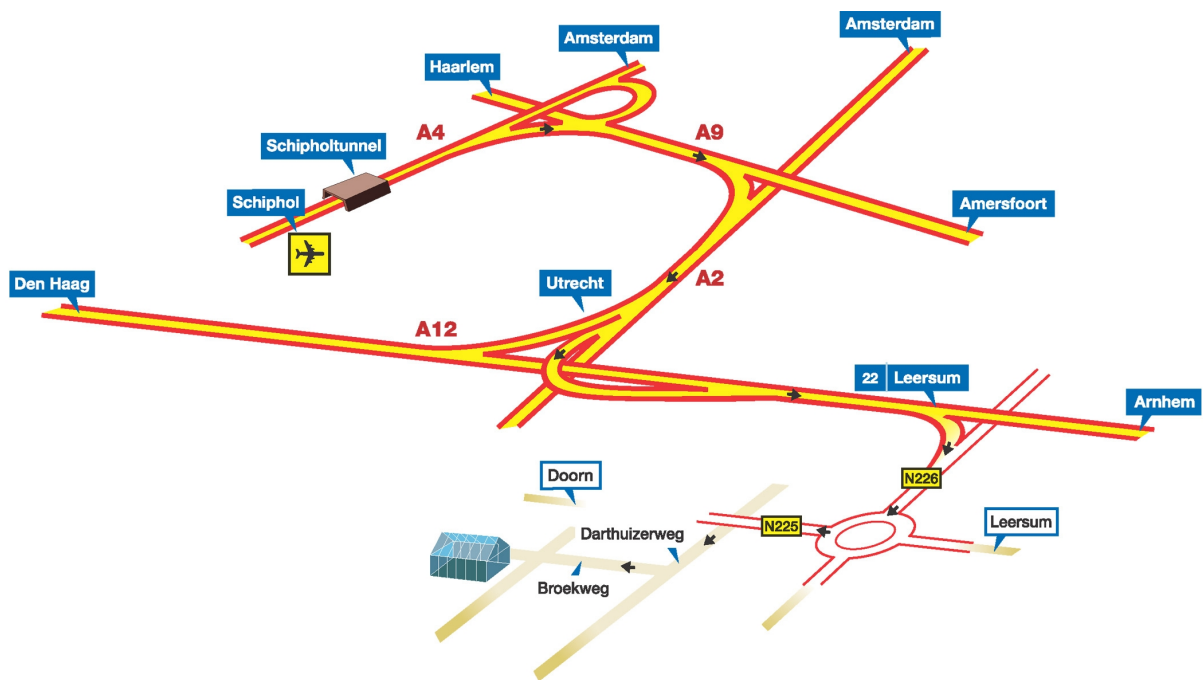 Amsterdam
Amsterdam
Haarlem
A4
A9
Schipholtunnel
Schiphol
Amersfoort
Den Haag
Utrecht
A2
A12
22 Leersum
Arnhem
Doorn
N226
N225
Leersum
Darthuizerweg
Broekweg